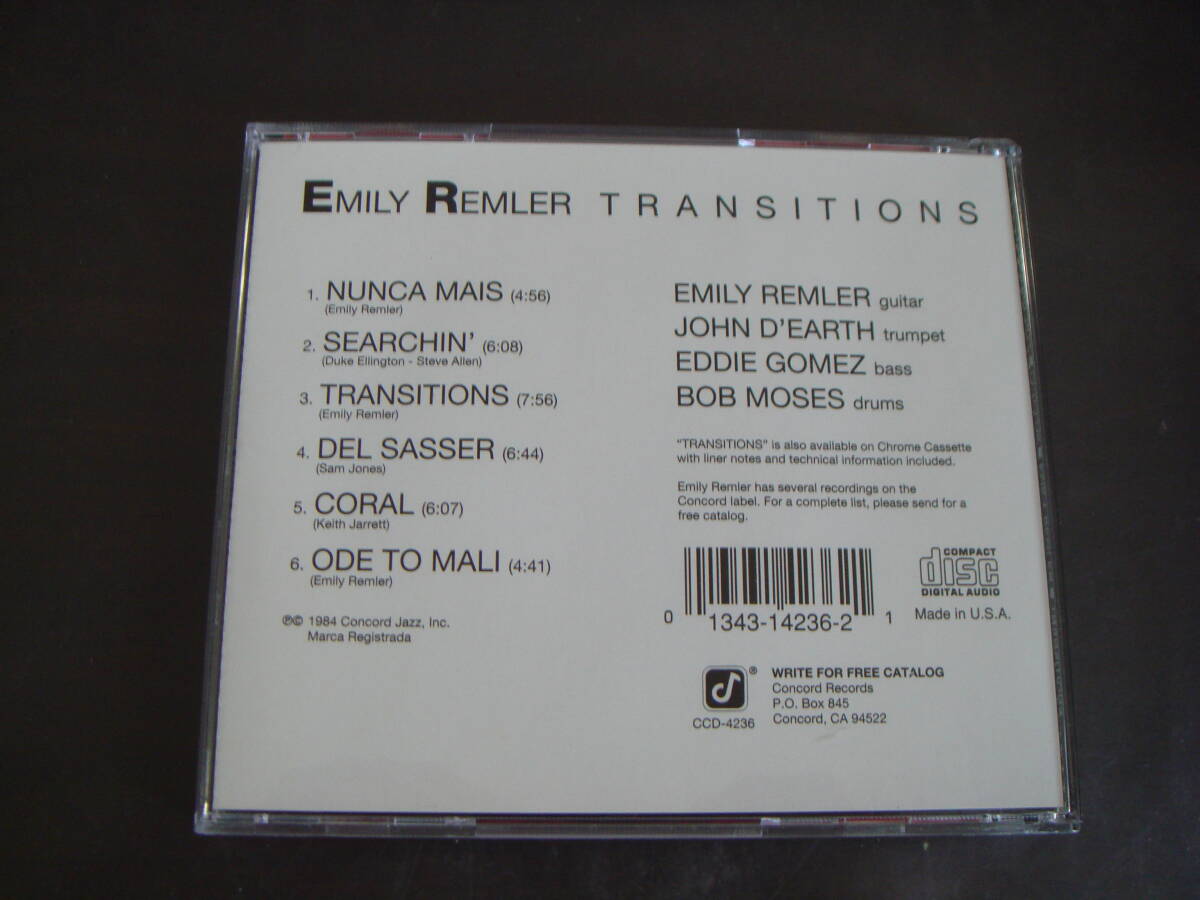 EMILY REMLER TRANSITIONS
1. NUNCA MAIS (4:56)
(Emily Remler)
2. SEARCHIN' (6:08)
(Duke Ellington - Steve Allen)
3. TRANSITIONS (7:56)
(Emily Remler)
4. DEL SASSER (6:44)
(Sam Jones)
5. CORAL (6:07)
(Keith Jarrett)
6. ODE TO MALI (4:41)
(Emily Remler)
℗© 1984 Concord Jazz, Inc.
Marca Registrada
EMILY REMLER guitar
JOHN D'EARTH trumpet
EDDIE GOMEZ bass
BOB MOSES drums
"TRANSITIONS" is also available on Chrome Cassette
with liner notes and technical information included.
Emily Remler has several recordings on the
Concord label. For a complete list, please send for a
free catalog.
0 1343-14236-2 1
COMPACT
disc
DIGITAL AUDIO
Made in U.S.A.
®
CCD-4236
WRITE FOR FREE CATALOG
Concord Records
P.O. Box 845
Concord, CA 94522